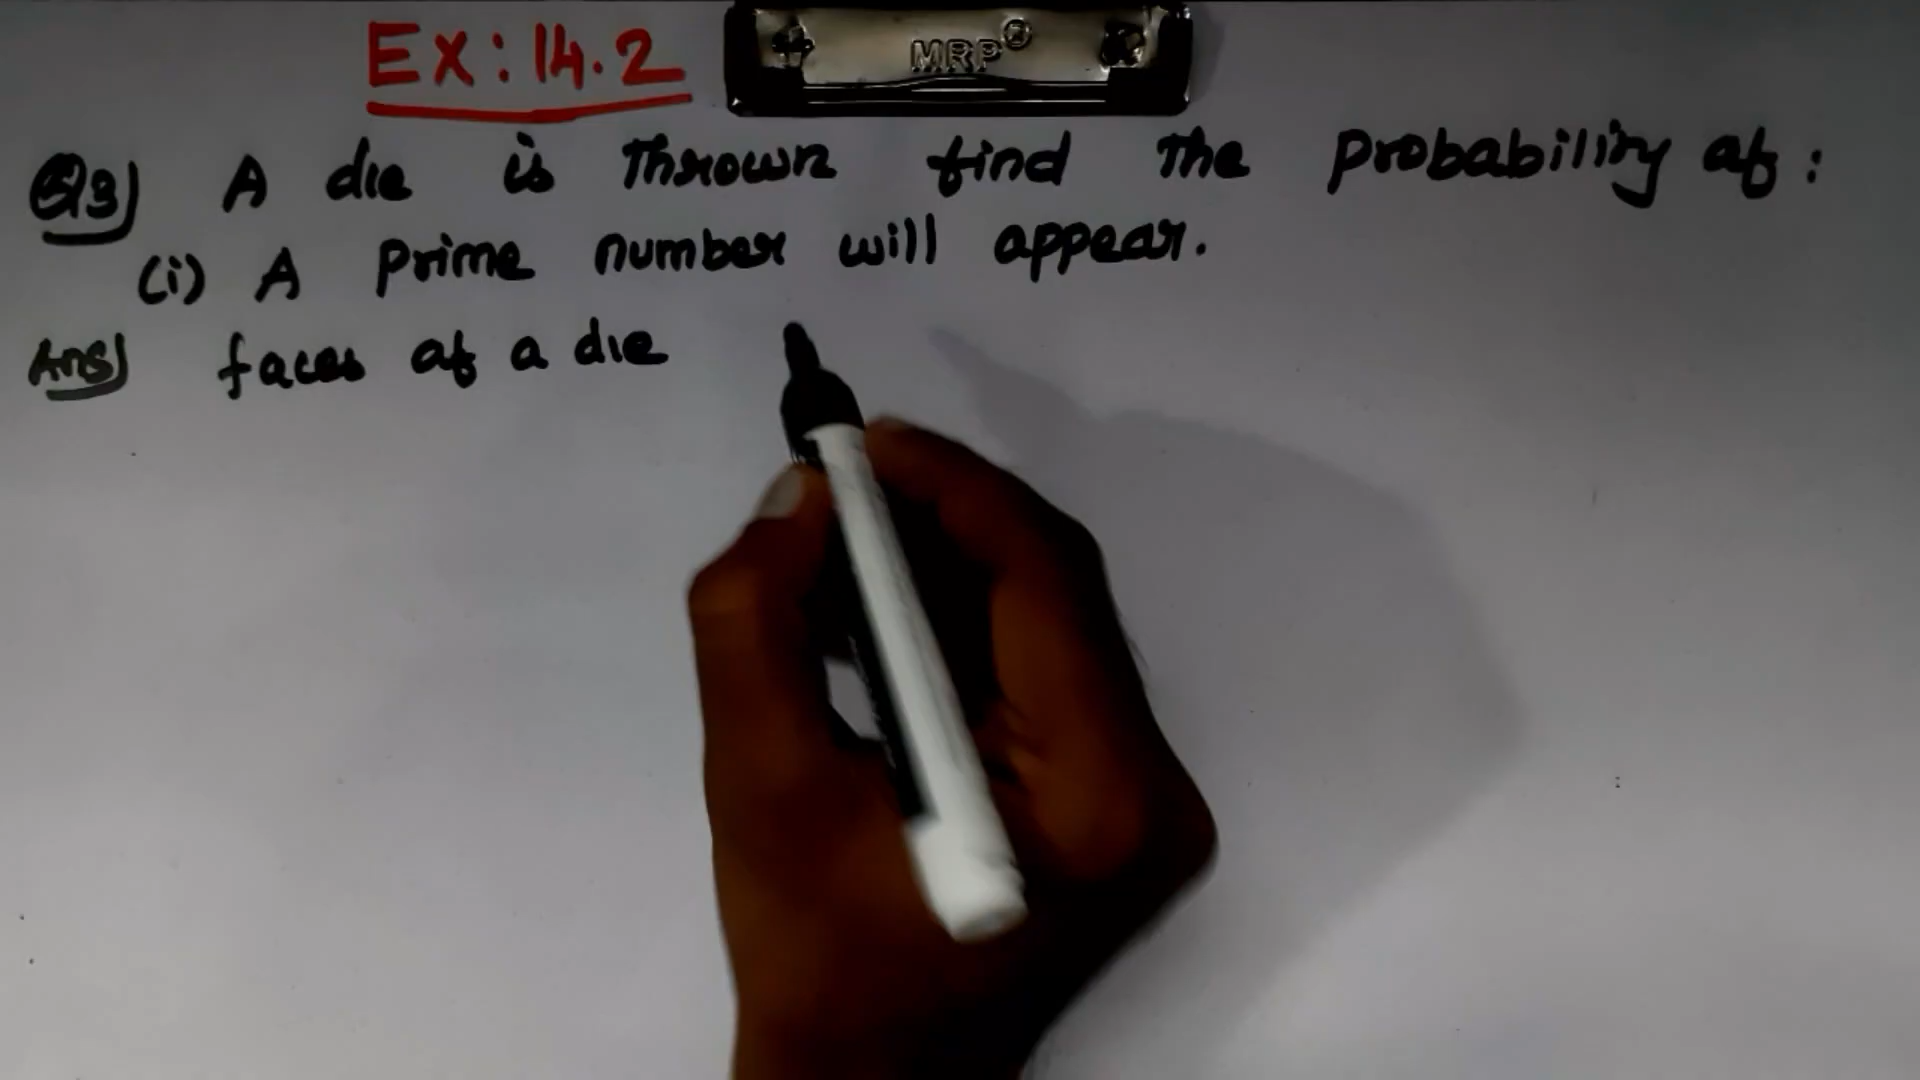 Ex: 14.2
MRP®
Q3) A die is Thrown find The Probability of:
(i) A Prime number will appear.
Ans) faces of a die